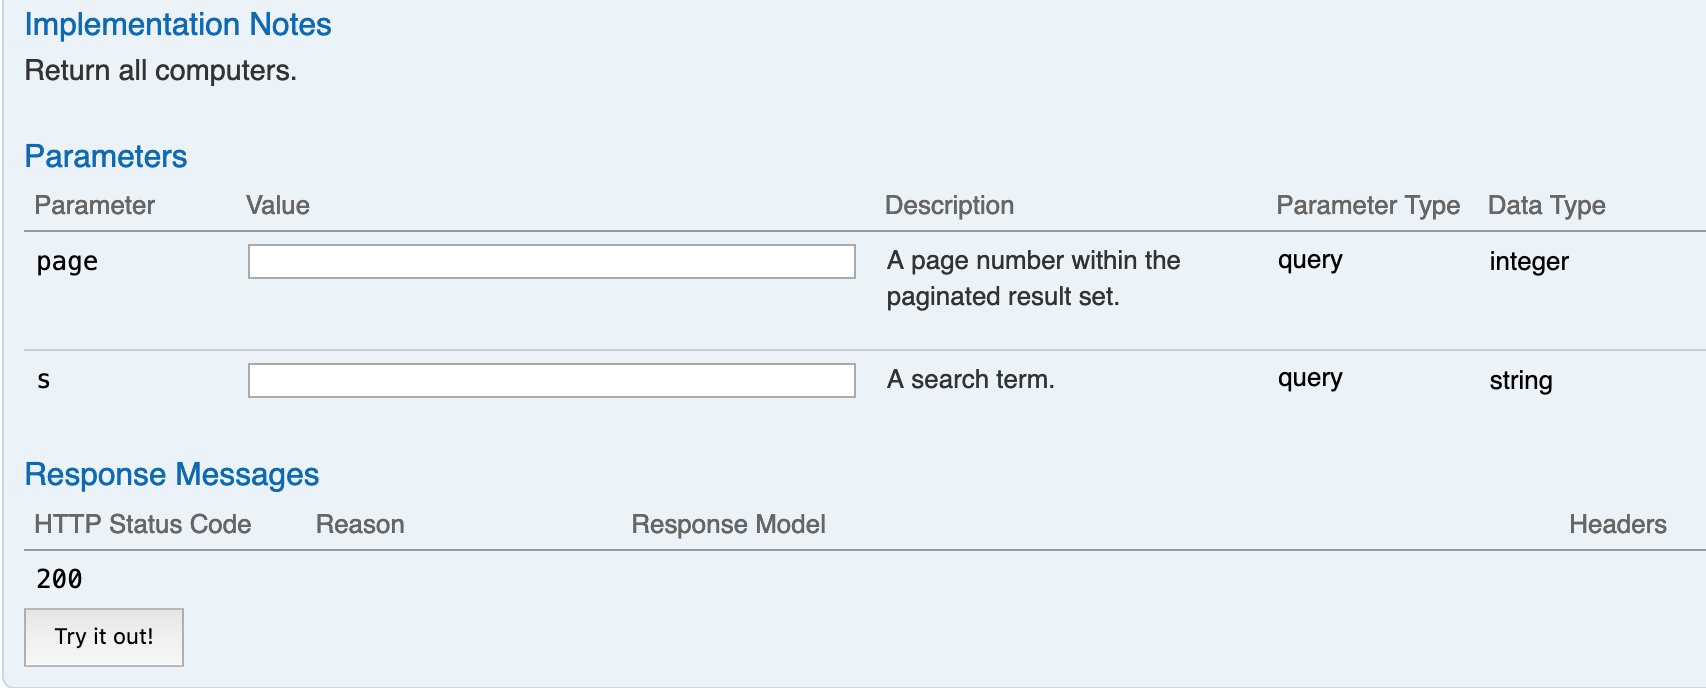 Implementation Notes
Return all computers.
Parameters
Parameter Value Description Parameter Type Data Type
page A page number within the query integer
paginated result set.
s A search term. query string
Response Messages
HTTP Status Code Reason Response Model Headers
200
Try it out!